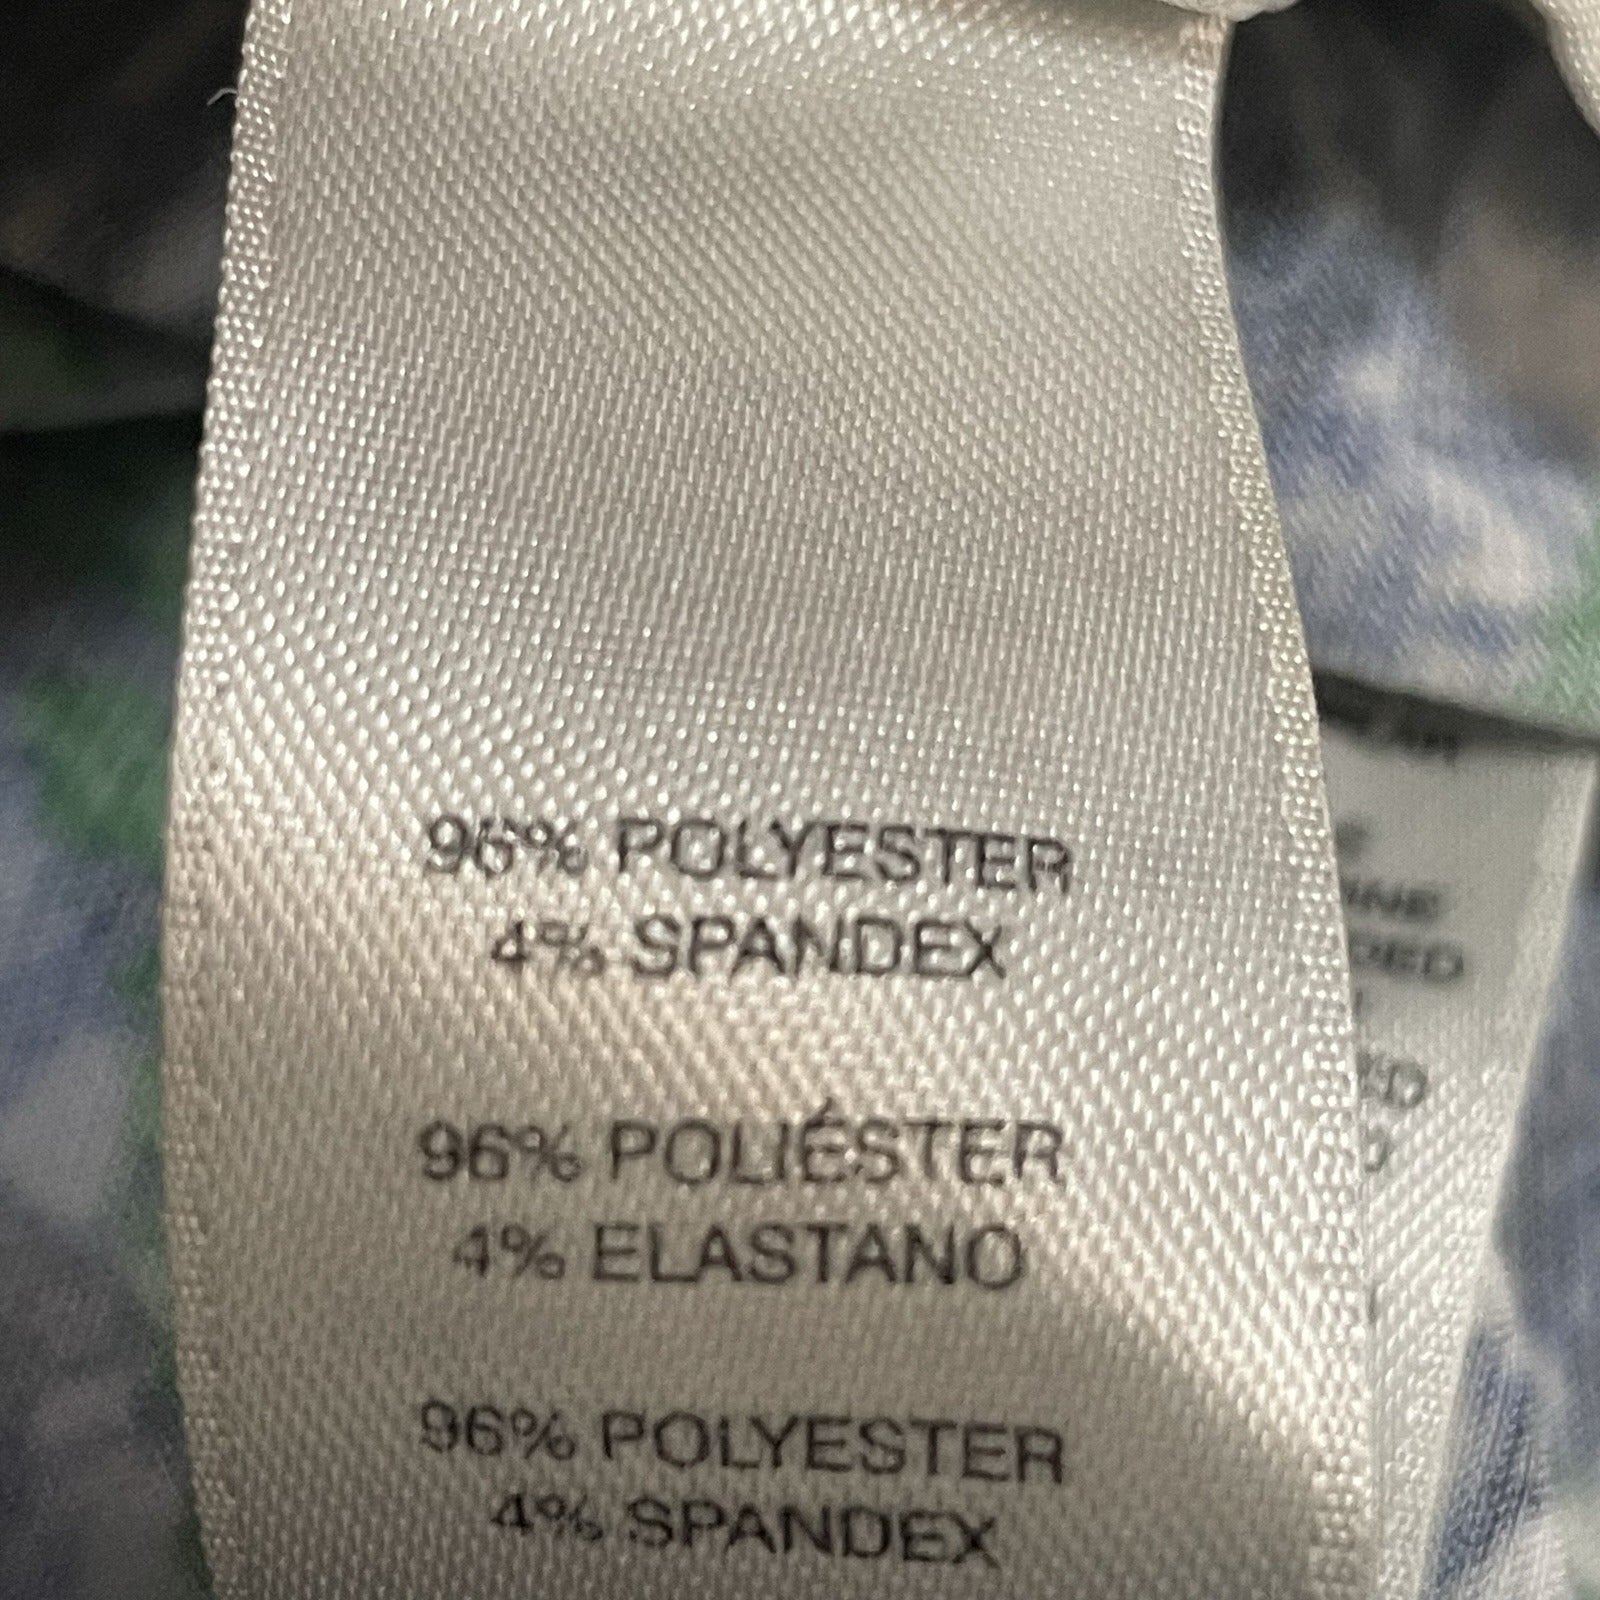 96% POLYESTER
4% SPANDEX
96% POLIÉSTER
4% ELASTANO
96% POLYESTER
4% SPANDEX